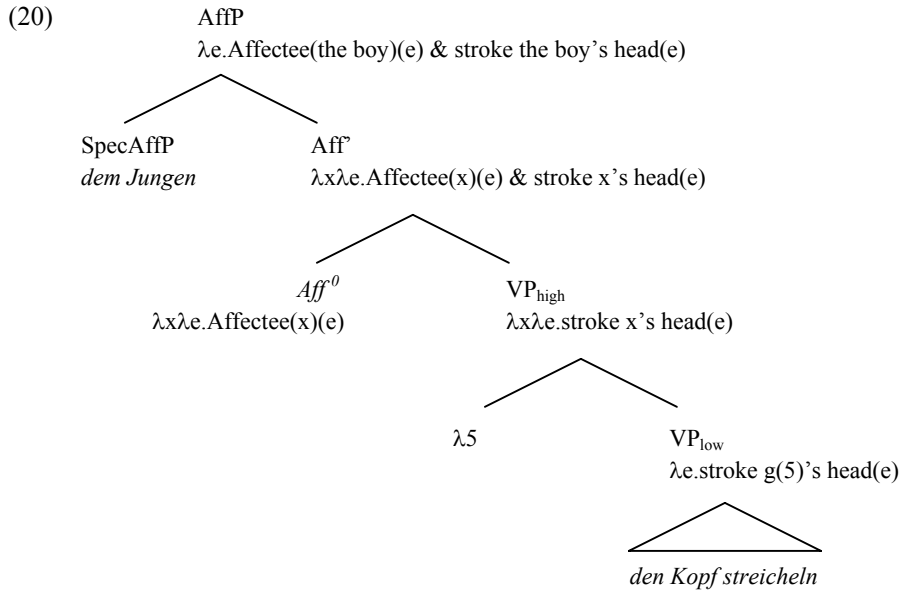 (20)
AffP
λe.Affectee(the boy)(e) & stroke the boy’s head(e)
SpecAffP Aff’
dem Jungen λxλe.Affectee(x)(e) & stroke x’s head(e)
Aff⁰ VPhigh
λxλe.Affectee(x)(e) λxλe.stroke x’s head(e)
λ5 VPlow
λe.stroke g(5)’s head(e)
den Kopf streicheln